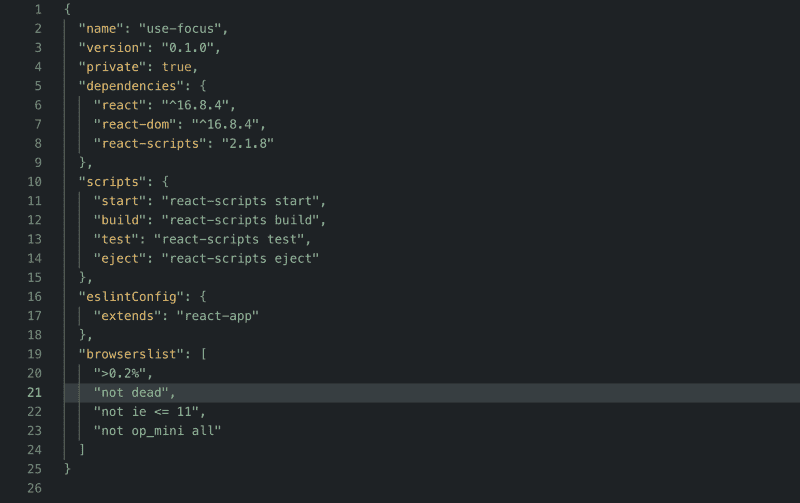 1 {
2   "name": "use-focus",
3   "version": "0.1.0",
4   "private": true,
5   "dependencies": {
6     "react": "^16.8.4",
7     "react-dom": "^16.8.4",
8     "react-scripts": "2.1.8"
9   },
10   "scripts": {
11     "start": "react-scripts start",
12     "build": "react-scripts build",
13     "test": "react-scripts test",
14     "eject": "react-scripts eject"
15   },
16   "eslintConfig": {
17     "extends": "react-app"
18   },
19   "browserslist": [
20     ">0.2%",
21     "not dead",
22     "not ie <= 11",
23     "not op_mini all"
24   ]
25 }
26